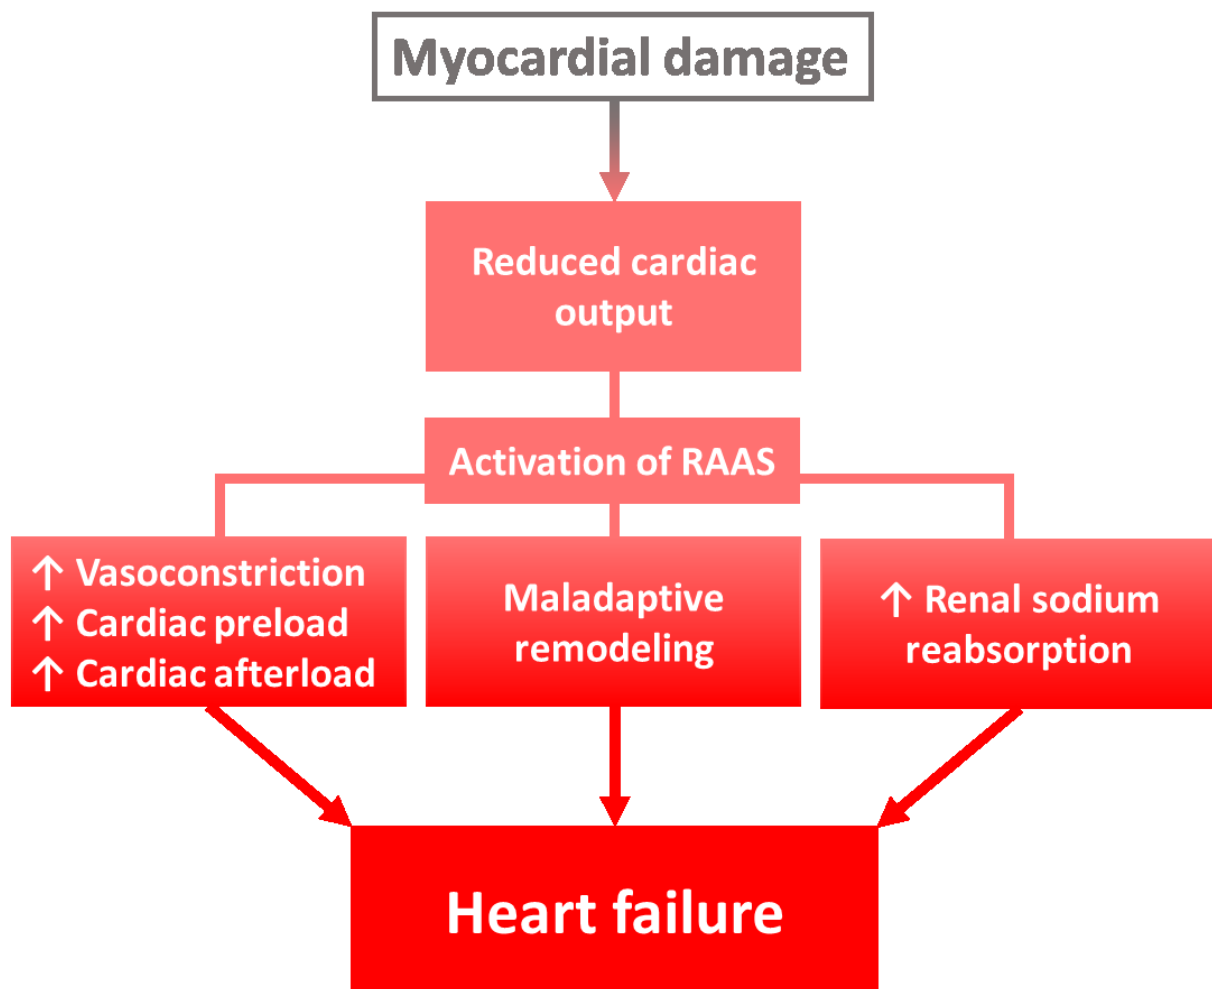 Myocardial damage
Reduced cardiac
output
Activation of RAAS
↑ Vasoconstriction
↑ Cardiac preload
↑ Cardiac afterload
Maladaptive
remodeling
↑ Renal sodium
reabsorption
Heart failure